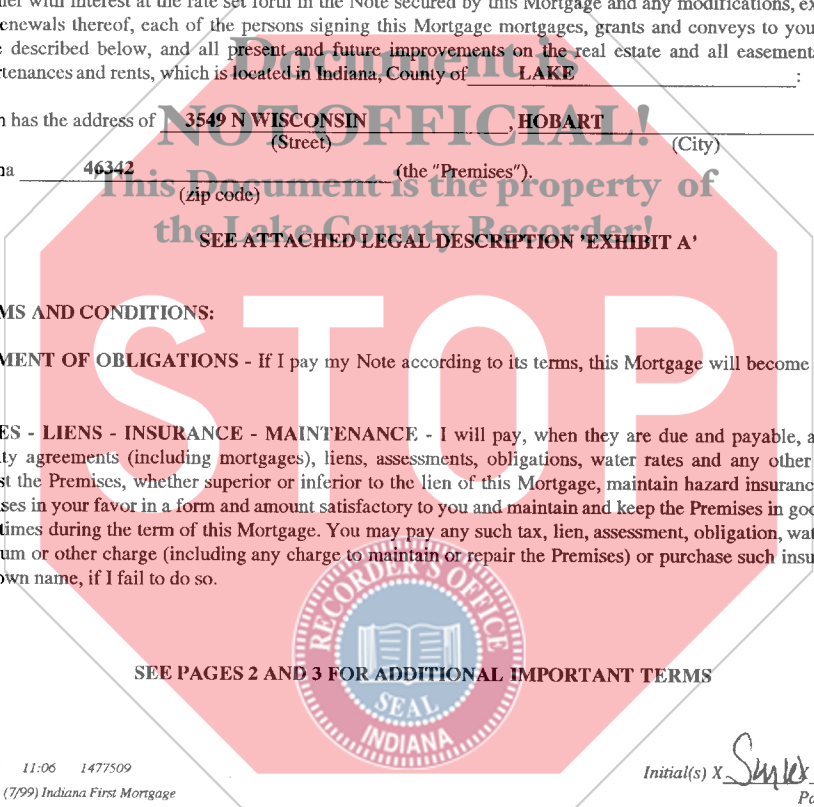 her with interest at the rate set forth in the Note secured by this Mortgage and any modifications, ex
enewals thereof, each of the persons signing this Mortgage mortgages, grants and conveys to you
e described below, and all present and future improvements on the real estate and all easement
rtenances and rents, which is located in Indiana, County of LAKE :
Document is
h has the address of 3549 N WISCONSIN , HOBART
NOT OFFICIAL!
(Street) (City)
na 46342 (the "Premises").
This Document is the property of
(zip code)
the Lake County Recorder!
SEE ATTACHED LEGAL DESCRIPTION 'EXHIBIT A'
MS AND CONDITIONS:
STOP
MENT OF OBLIGATIONS - If I pay my Note according to its terms, this Mortgage will become
ES - LIENS - INSURANCE - MAINTENANCE - I will pay, when they are due and payable, a
ty agreements (including mortgages), liens, assessments, obligations, water rates and any other
st the Premises, whether superior or inferior to the lien of this Mortgage, maintain hazard insuranc
ses in your favor in a form and amount satisfactory to you and maintain and keep the Premises in goo
times during the term of this Mortgage. You may pay any such tax, lien, assessment, obligation, wat
um or other charge (including any charge to maintain or repair the Premises) or purchase such insu
own name, if I fail to do so.
RECORDER'S OFFICE
SEE PAGES 2 AND 3 FOR ADDITIONAL IMPORTANT TERMS
SEAL
INDIANA
11:06 1477509
Initial(s) X X
(7/99) Indiana First Mortgage
Pa